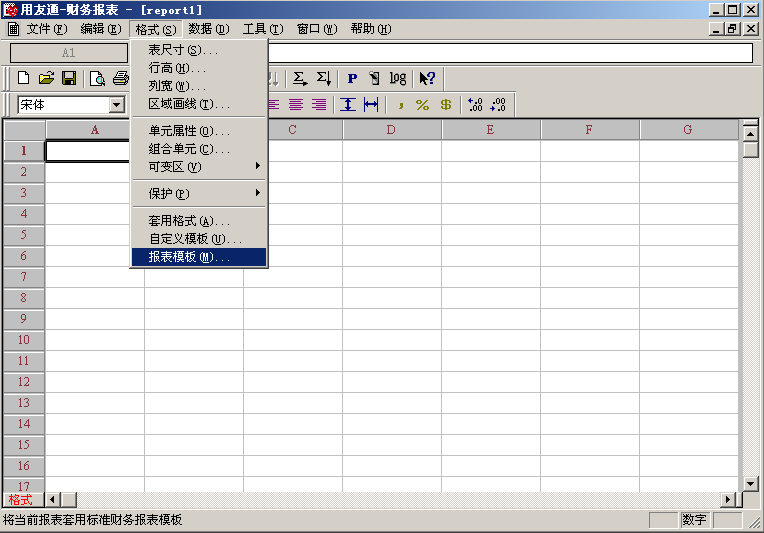 用友通-财务报表 - [report1]
文件(F) 编辑(E) 格式(S) 数据(D) 工具(T) 窗口(W) 帮助(H)
A1
表尺寸(S)...
行高(H)...
列宽(W)...
区域画线(T)...
单元属性(O)...
组合单元(C)...
可变区(V)
保护(P)
套用格式(A)...
自定义模板(U)...
报表模板(M)...
Σ Σ P log ?
宋体
, % $ .00 .00
A C D E F G
1
2
3
4
5
6
7
8
9
10
11
12
13
14
15
16
17
格式
将当前报表套用标准财务报表模板 数字